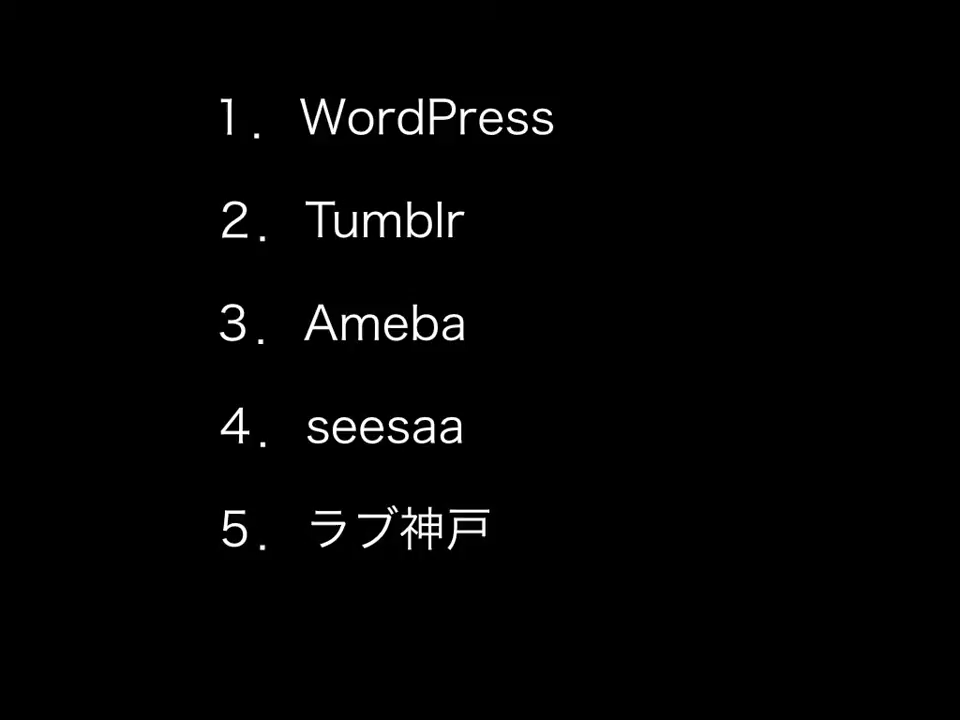 １．WordPress
２．Tumblr
３．Ameba
４．seesaa
５．ラブ神戸